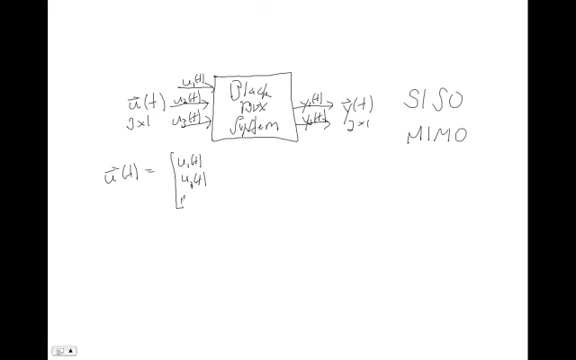 u₁(t)
Black
u⃗(t) u₂(t) box y₁(t) y⃗(t) SISO
3×1 u₃(t) System y₂(t) 2×1
MIMO
u⃗(t) = [ u₁(t)
u₂(t)